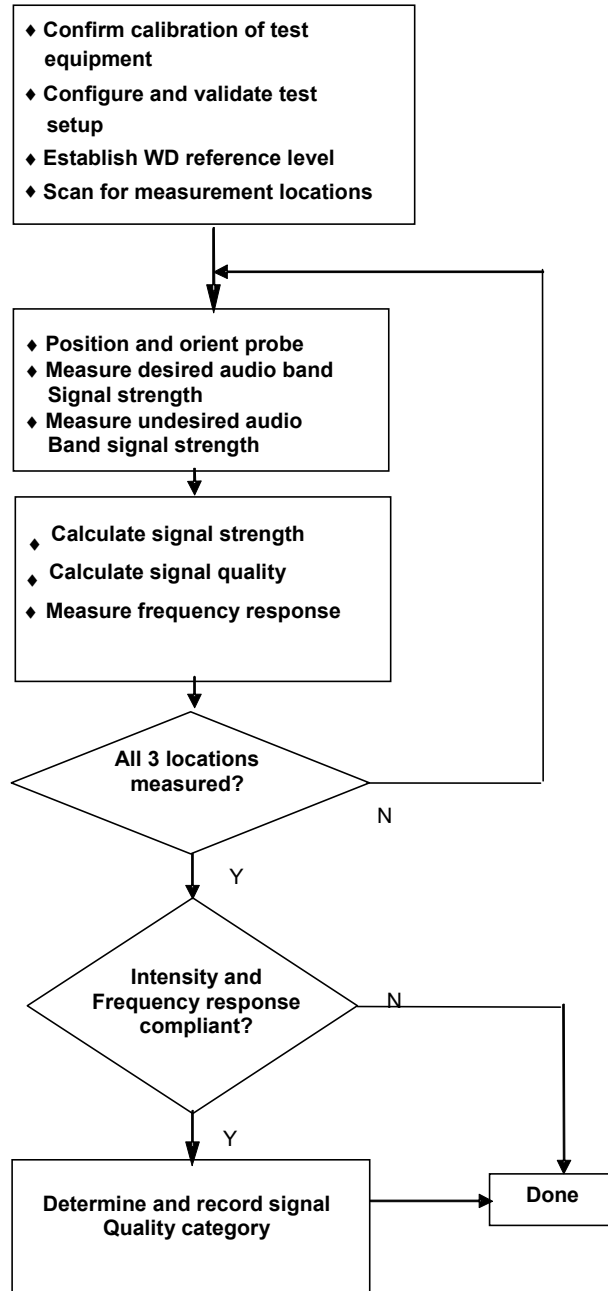 ♦ Confirm calibration of test
equipment
♦ Configure and validate test
setup
♦ Establish WD reference level
♦ Scan for measurement locations
♦ Position and orient probe
♦ Measure desired audio band
Signal strength
♦ Measure undesired audio
Band signal strength
♦ Calculate signal strength
♦ Calculate signal quality
♦ Measure frequency response
All 3 locations
measured?
N
Y
Intensity and
Frequency response
compliant?
N
Y
Determine and record signal
Quality category
Done